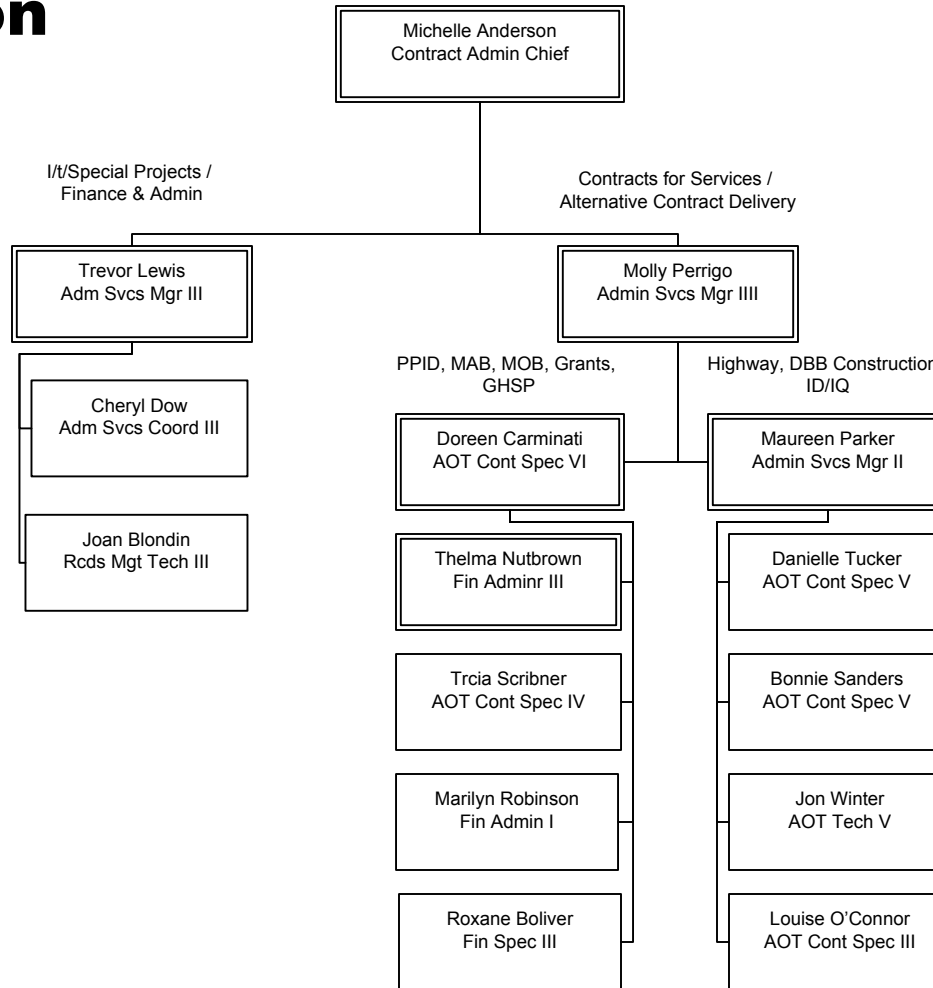 on
Michelle Anderson
Contract Admin Chief
I/t/Special Projects /
Finance & Admin
Contracts for Services /
Alternative Contract Delivery
Trevor Lewis
Adm Svcs Mgr III
Molly Perrigo
Admin Svcs Mgr IIII
PPID, MAB, MOB, Grants,
GHSP
Highway, DBB Construction
ID/IQ
Cheryl Dow
Adm Svcs Coord III
Doreen Carminati
AOT Cont Spec VI
Maureen Parker
Admin Svcs Mgr II
Joan Blondin
Rcds Mgt Tech III
Thelma Nutbrown
Fin Adminr III
Danielle Tucker
AOT Cont Spec V
Trcia Scribner
AOT Cont Spec IV
Bonnie Sanders
AOT Cont Spec V
Marilyn Robinson
Fin Admin I
Jon Winter
AOT Tech V
Roxane Boliver
Fin Spec III
Louise O’Connor
AOT Cont Spec III